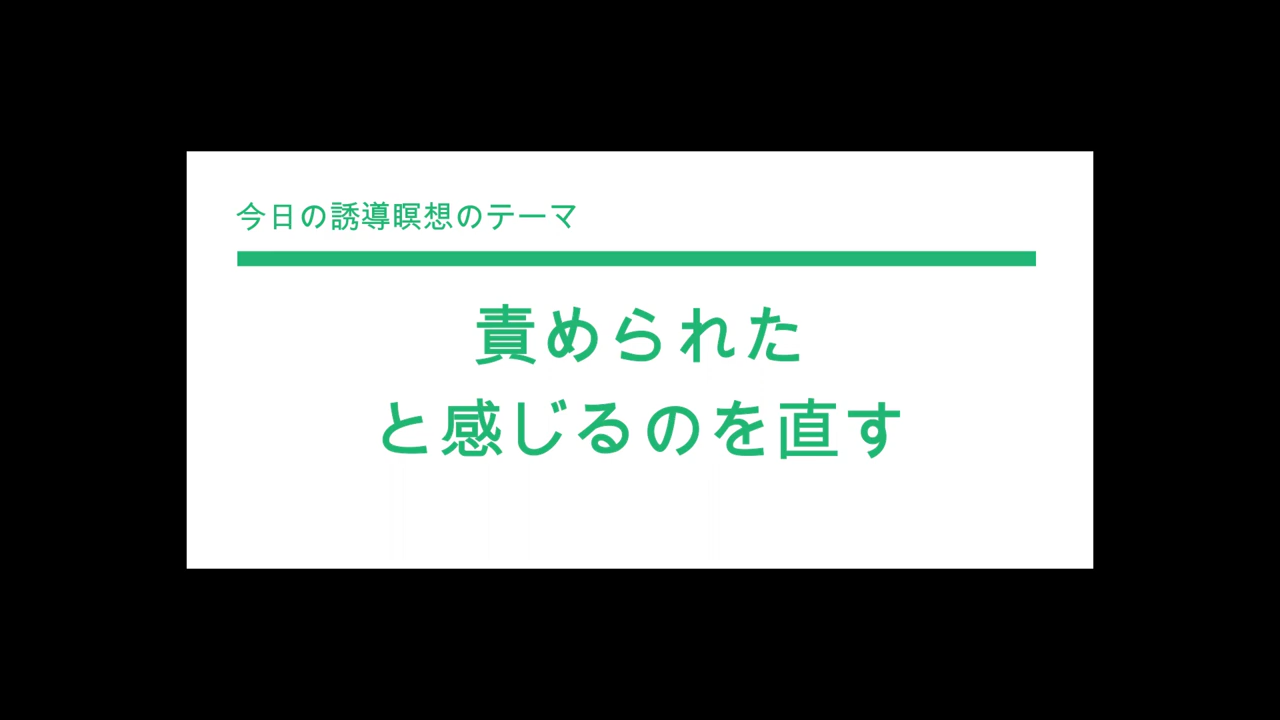 今日の誘導瞑想のテーマ
責められた
と感じるのを直す